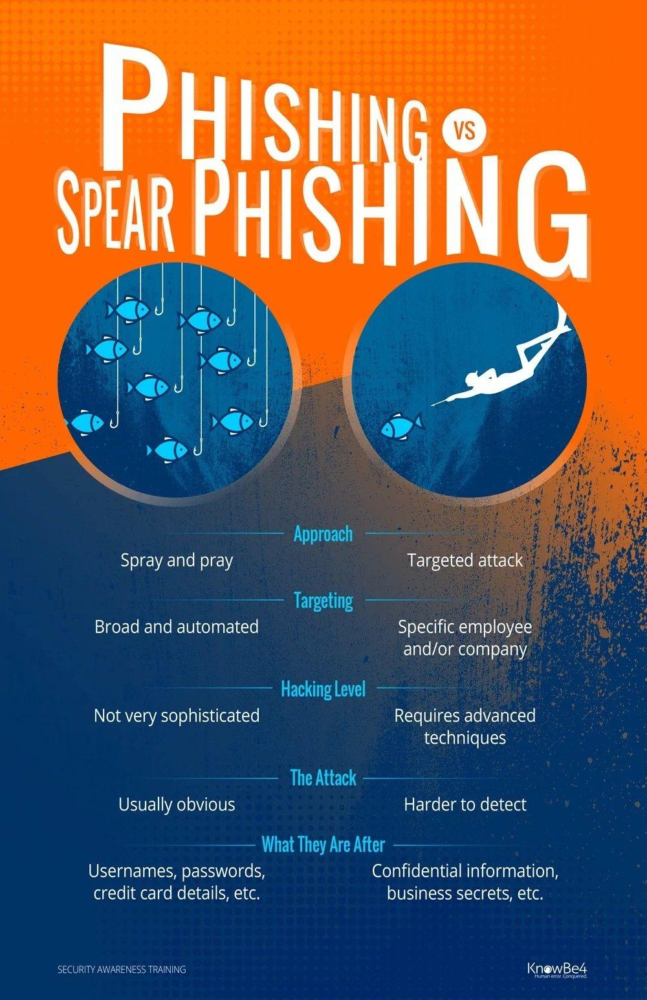 PHISHING VS
SPEAR PHISHING
Approach
Spray and pray
Targeted attack
Targeting
Broad and automated
Specific employee
and/or company
Hacking Level
Not very sophisticated
Requires advanced
techniques
The Attack
Usually obvious
Harder to detect
What They Are After
Usernames, passwords,
credit card details, etc.
Confidential information,
business secrets, etc.
SECURITY AWARENESS TRAINING
KnowBe4
Human error. Conquered.